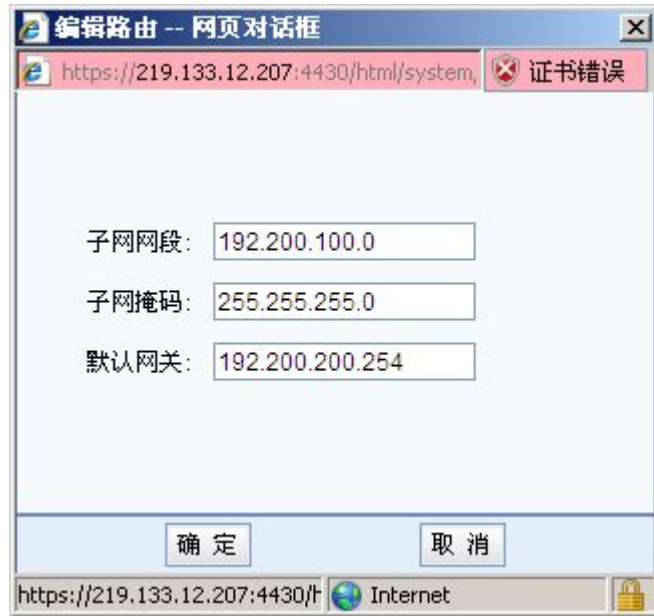 编辑路由 -- 网页对话框
https://219.133.12.207:4430/html/system, 证书错误
子网网段: 192.200.100.0
子网掩码: 255.255.255.0
默认网关: 192.200.200.254
确 定 取 消
https://219.133.12.207:4430/h Internet